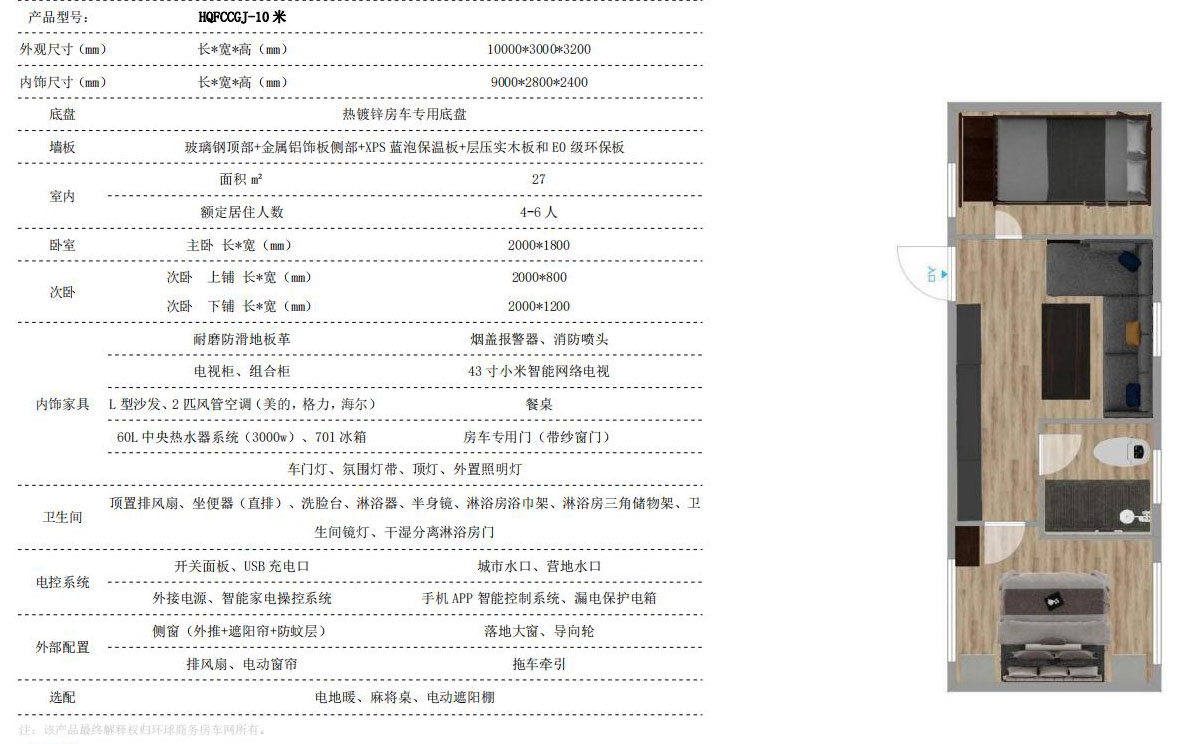 产品型号： HQFCCGJ-10 米
外观尺寸（mm） 长*宽*高（mm） 10000*3000*3200
内饰尺寸（mm） 长*宽*高（mm） 9000*2800*2400
底盘 热镀锌房车专用底盘
墙板 玻璃钢顶部+金属铝饰板侧部+XPS 蓝泡保温板+层压实木板和 E0 级环保板
室内
面积 m² 27
额定居住人数 4-6 人
卧室 主卧 长*宽（mm） 2000*1800
次卧
次卧 上铺 长*宽（mm） 2000*800
次卧 下铺 长*宽（mm） 2000*1200
内饰家具
耐磨防滑地板革 烟盖报警器、消防喷头
电视柜、组合柜 43 寸小米智能网络电视
L 型沙发、2 匹风管空调（美的，格力，海尔） 餐桌
60L 中央热水器系统（3000w）、70l 冰箱 房车专用门（带纱窗门）
车门灯、氛围灯带、顶灯、外置照明灯
卫生间
顶置排风扇、坐便器（直排）、洗脸台、淋浴器、半身镜、淋浴房浴巾架、淋浴房三角储物架、卫
生间镜灯、干湿分离淋浴房门
电控系统
开关面板、USB 充电口 城市水口、营地水口
外接电源、智能家电操控系统 手机 APP 智能控制系统、漏电保护电箱
外部配置
侧窗（外推+遮阳帘+防蚊层） 落地大窗、导向轮
排风扇、电动窗帘 拖车牵引
选配 电地暖、麻将桌、电动遮阳棚
注：该产品最终解释权归环球商务房车网所有。